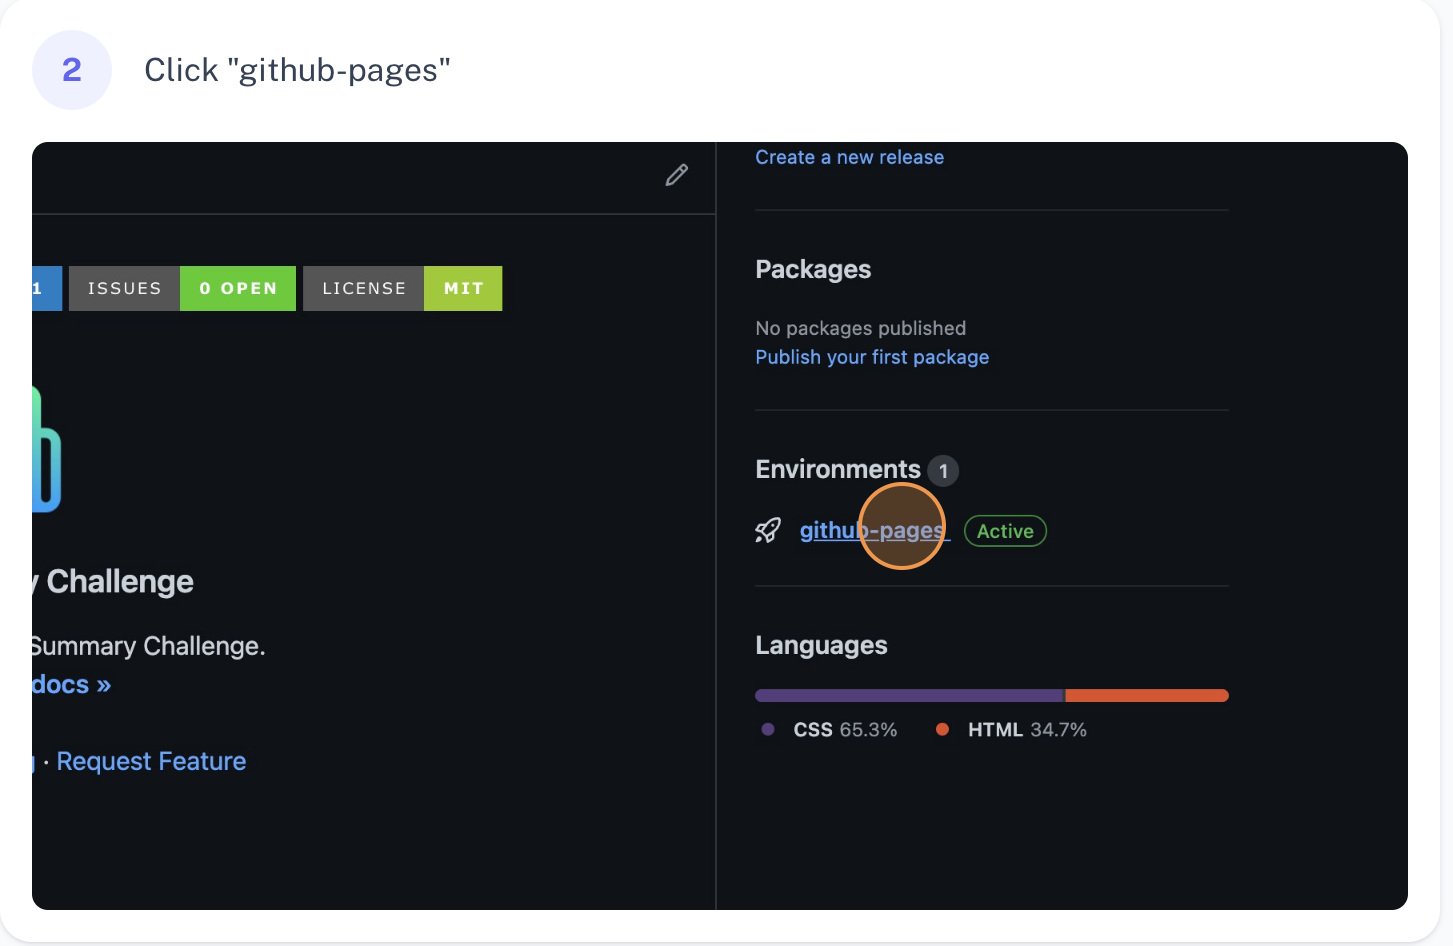 2 Click "github-pages"
Create a new release
1 ISSUES 0 OPEN LICENSE MIT
Packages
No packages published
Publish your first package
Environments 1
github-pages Active
Challenge
Summary Challenge.
docs »
· Request Feature
Languages
CSS 65.3% HTML 34.7%